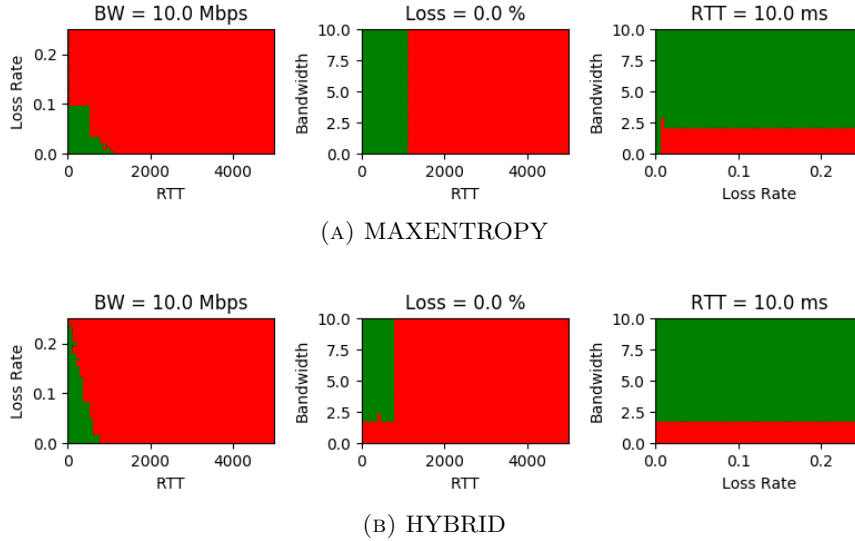 BW = 10.0 Mbps
Loss = 0.0 %
RTT = 10.0 ms
Loss Rate
0.2
0.1
0.0
0 2000 4000
RTT
Bandwidth
10.0
7.5
5.0
2.5
0.0
0 2000 4000
RTT
Bandwidth
10.0
7.5
5.0
2.5
0.0
0.0 0.1 0.2
Loss Rate
(A) MAXENTROPY
BW = 10.0 Mbps
Loss = 0.0 %
RTT = 10.0 ms
Loss Rate
0.2
0.1
0.0
0 2000 4000
RTT
Bandwidth
10.0
7.5
5.0
2.5
0.0
0 2000 4000
RTT
Bandwidth
10.0
7.5
5.0
2.5
0.0
0.0 0.1 0.2
Loss Rate
(B) HYBRID